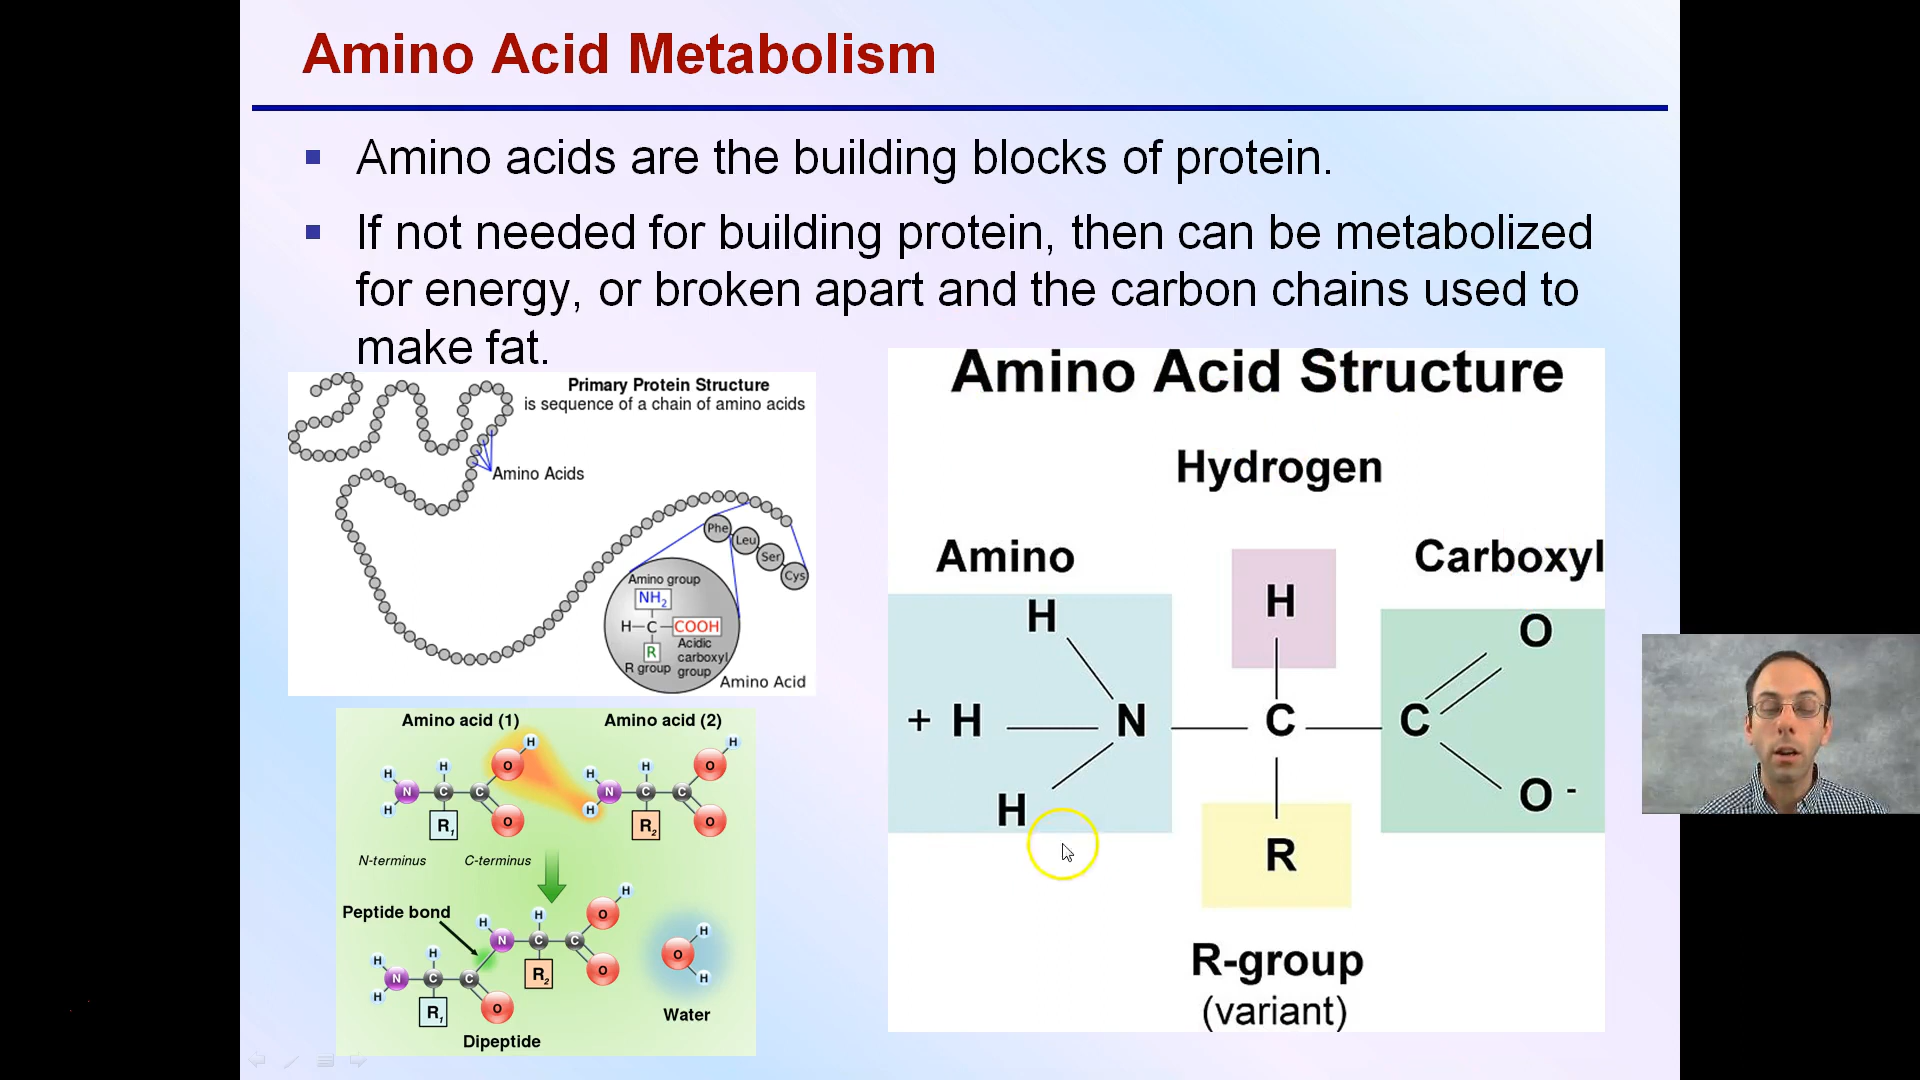 Amino Acid Metabolism
Amino acids are the building blocks of protein.
If not needed for building protein, then can be metabolized
for energy, or broken apart and the carbon chains used to
make fat.
Primary Protein Structure
is sequence of a chain of amino acids
Amino Acids
Phe
Leu
Ser
Cys
Amino group
NH2
H C COOH
R
Acidic
carboxyl
group
R group
Amino Acid
Amino acid (1) Amino acid (2)
H H
H H H H
O O
N C C N C C
H H
R1 O R2 O
N-terminus C-terminus
Peptide bond
H
H H O
N C C
H H H
O
N C C R2 O H
H
R1 O
Water
Dipeptide
Amino Acid Structure
Hydrogen
Amino Carboxyl
H H O
+ H N C C
H O -
R
R-group
(variant)